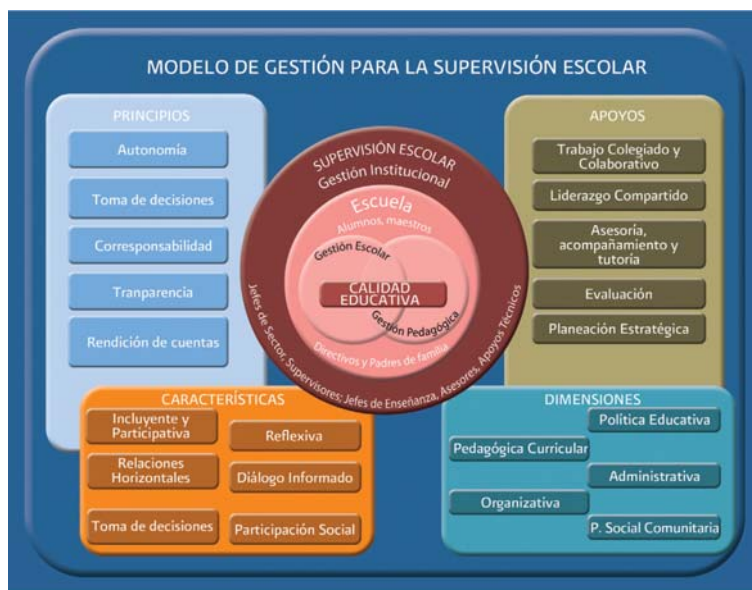 MODELO DE GESTIÓN PARA LA SUPERVISIÓN ESCOLAR
PRINCIPIOS
Autonomía
Toma de decisiones
Corresponsabilidad
Tranparencia
Rendición de cuentas
SUPERVISIÓN ESCOLAR
Gestión Institucional
Escuela
Alumnos, maestros
Gestión Escolar
CALIDAD
EDUCATIVA
Gestión Pedagógica
Directivos y Padres de familia
Jefes de Sector, Supervisores; Jefes de Enseñanza, Asesores, Apoyos Técnicos
APOYOS
Trabajo Colegiado y
Colaborativo
Liderazgo Compartido
Asesoría,
acompañamiento y
tutoría
Evaluación
Planeación Estratégica
CARACTERÍSTICAS
Incluyente y
Participativa
Reflexiva
Relaciones
Horizontales
Diálogo Informado
Toma de decisiones
Participación Social
DIMENSIONES
Política Educativa
Pedagógica Curricular
Administrativa
Organizativa
P. Social Comunitaria